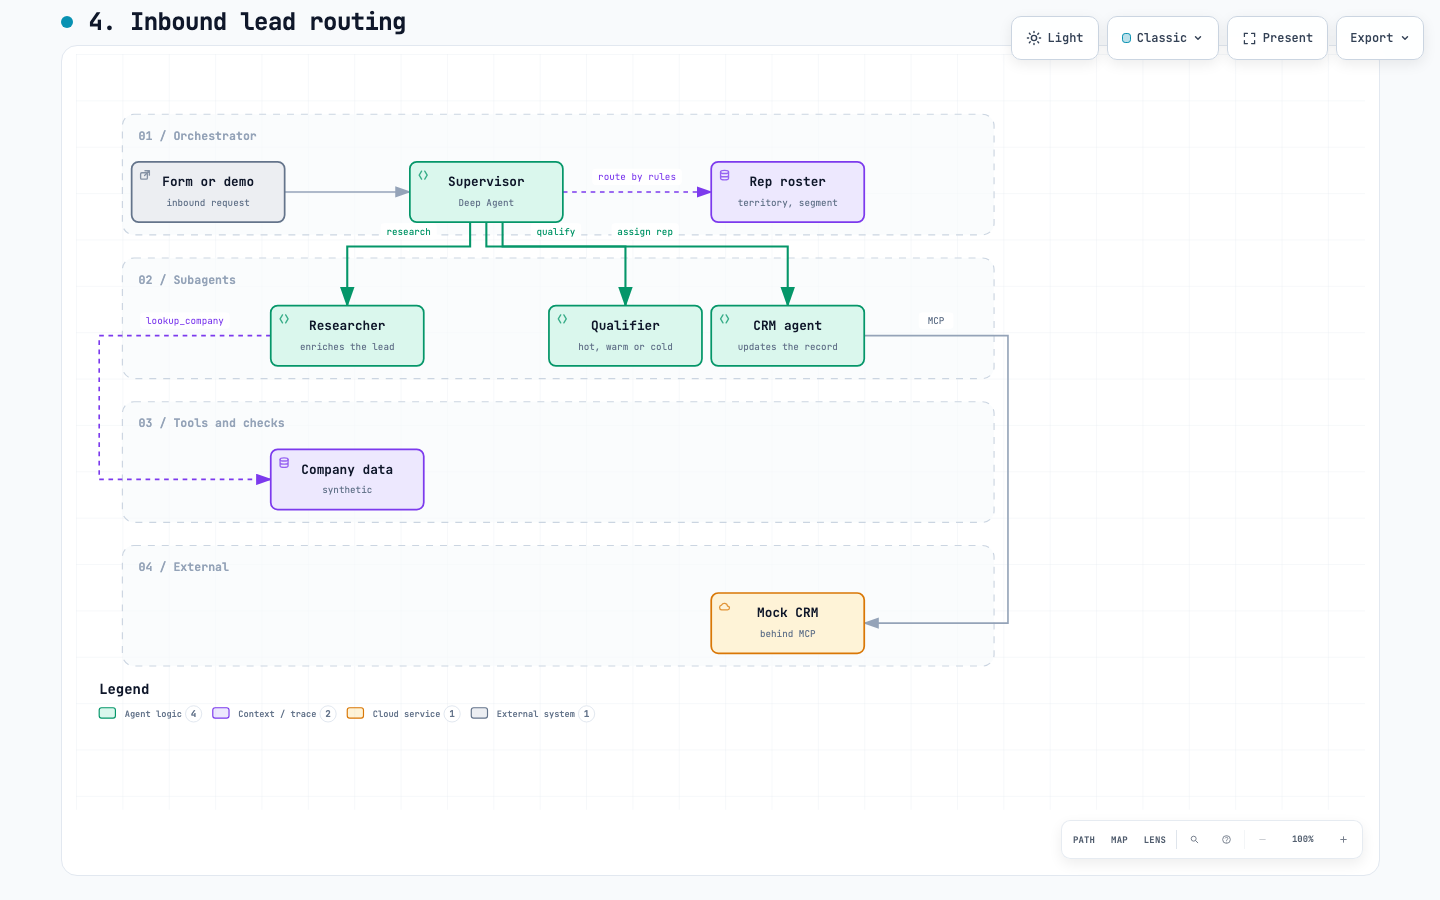 4. Inbound lead routing
Light
Classic
Present
Export
01 / Orchestrator
Form or demo
inbound request
Supervisor
Deep Agent
route by rules
Rep roster
territory, segment
research
qualify
assign rep
02 / Subagents
lookup_company
Researcher
enriches the lead
Qualifier
hot, warm or cold
CRM agent
updates the record
MCP
03 / Tools and checks
Company data
synthetic
04 / External
Mock CRM
behind MCP
Legend
Agent logic 4
Context / trace 2
Cloud service 1
External system 1
PATH
MAP
LENS
100%